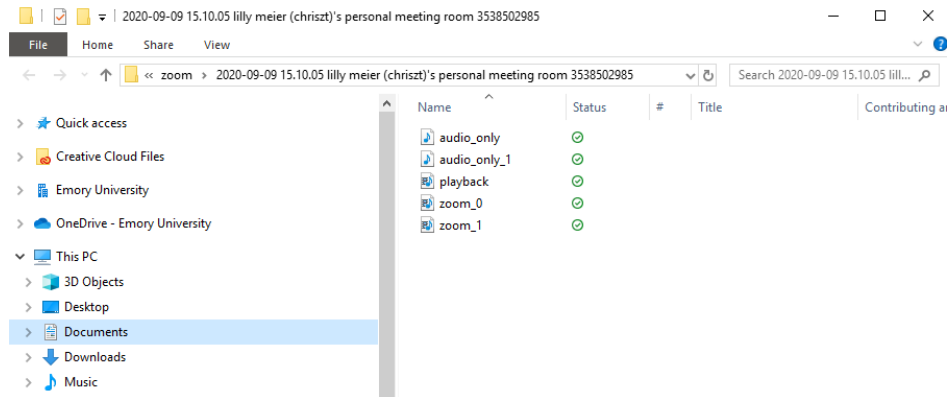 2020-09-09 15.10.05 lilly meier (chriszt)'s personal meeting room 3538502985
File Home Share View
« zoom > 2020-09-09 15.10.05 lilly meier (chriszt)'s personal meeting room 3538502985
Search 2020-09-09 15.10.05 lill...
Name Status # Title Contributing ar
Quick access
Creative Cloud Files
Emory University
OneDrive - Emory University
This PC
3D Objects
Desktop
Documents
Downloads
Music
audio_only
audio_only_1
playback
zoom_0
zoom_1